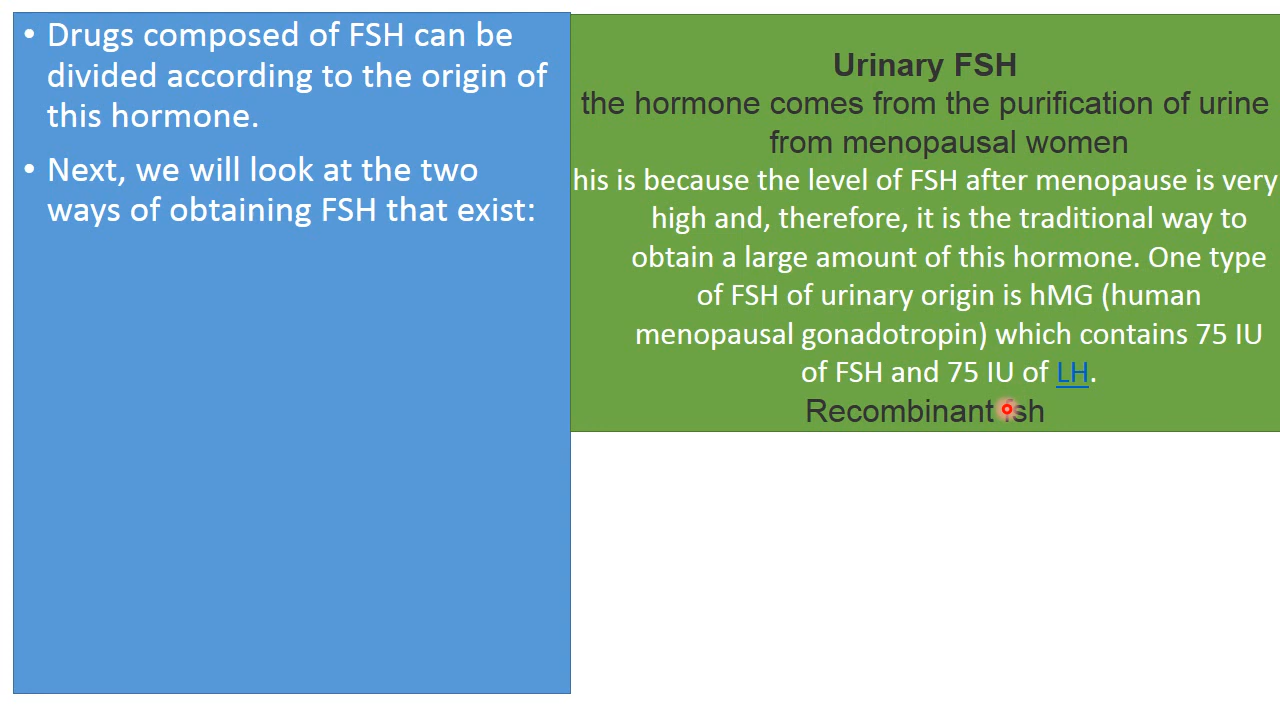 • Drugs composed of FSH can be
divided according to the origin of
this hormone.
• Next, we will look at the two
ways of obtaining FSH that exist:
Urinary FSH
the hormone comes from the purification of urine
from menopausal women
his is because the level of FSH after menopause is very
high and, therefore, it is the traditional way to
obtain a large amount of this hormone. One type
of FSH of urinary origin is hMG (human
menopausal gonadotropin) which contains 75 IU
of FSH and 75 IU of LH.
Recombinant fsh